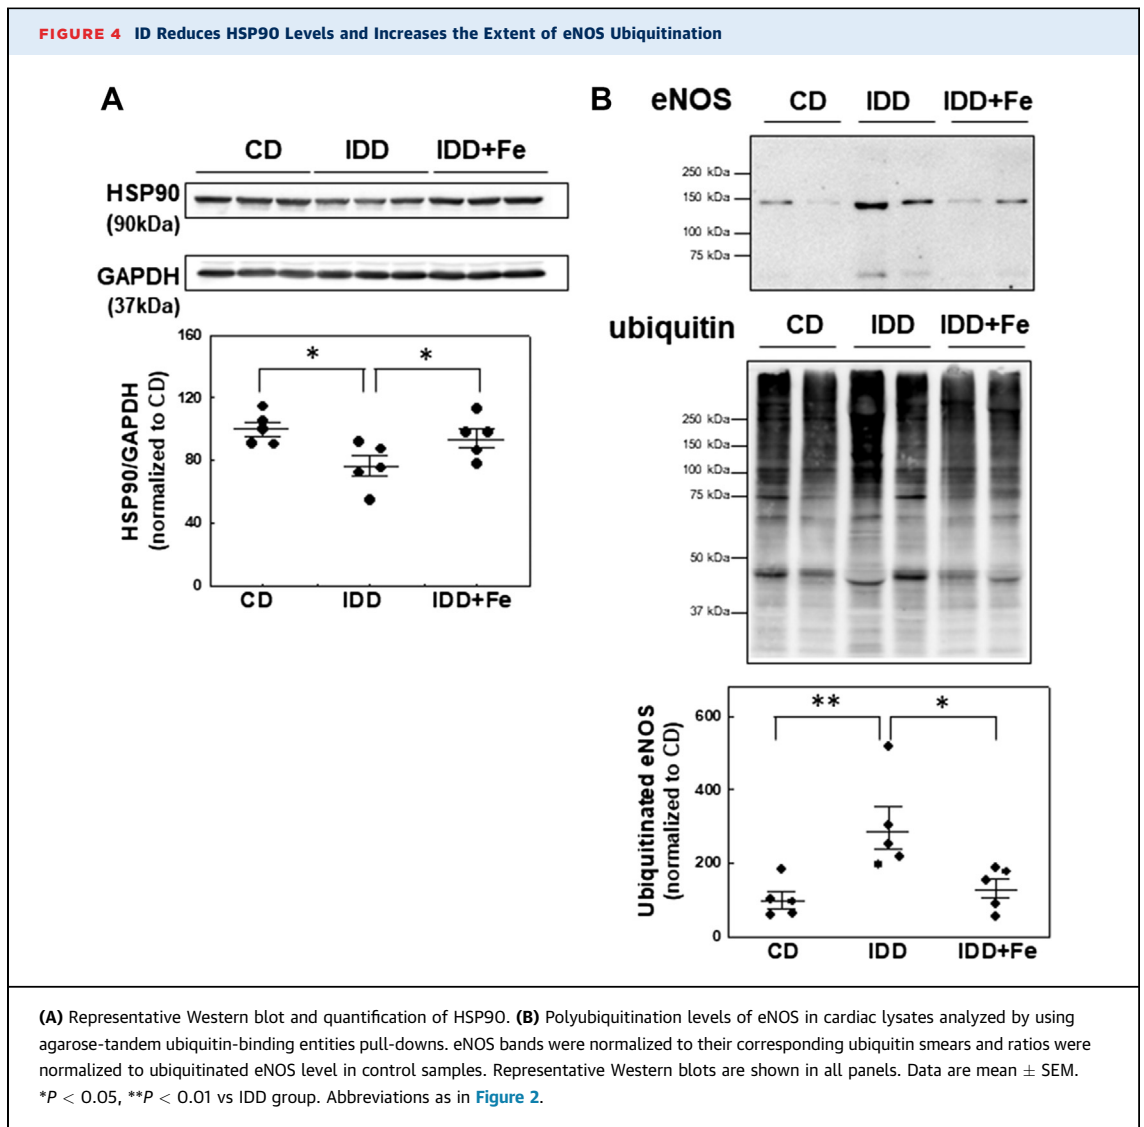 FIGURE 4 ID Reduces HSP90 Levels and Increases the Extent of eNOS Ubiquitination
A
CD IDD IDD+Fe
HSP90
(90kDa)
GAPDH
(37kDa)
160
120
80
40
0
HSP90/GAPDH
(normalized to CD)
* *
CD IDD IDD+Fe
B
eNOS CD IDD IDD+Fe
250 kDa
150 kDa
100 kDa
75 kDa
ubiquitin CD IDD IDD+Fe
250 kDa
150 kDa
100 kDa
75 kDa
50 kDa
37 kDa
600
400
200
0
Ubiquitinated eNOS
(normalized to CD)
** *
CD IDD IDD+Fe
(A) Representative Western blot and quantification of HSP90. (B) Polyubiquitination levels of eNOS in cardiac lysates analyzed by using
agarose-tandem ubiquitin-binding entities pull-downs. eNOS bands were normalized to their corresponding ubiquitin smears and ratios were
normalized to ubiquitinated eNOS level in control samples. Representative Western blots are shown in all panels. Data are mean ± SEM.
*P < 0.05, **P < 0.01 vs IDD group. Abbreviations as in Figure 2.